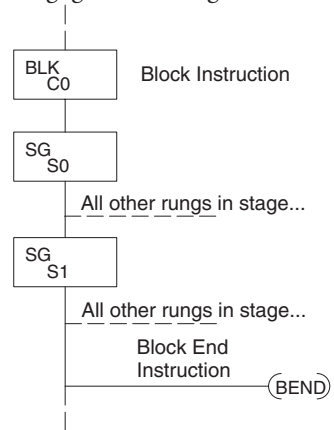 BLK
C0
Block Instruction
SG
S0
All other rungs in stage...
SG
S1
All other rungs in stage...
Block End
Instruction
BEND